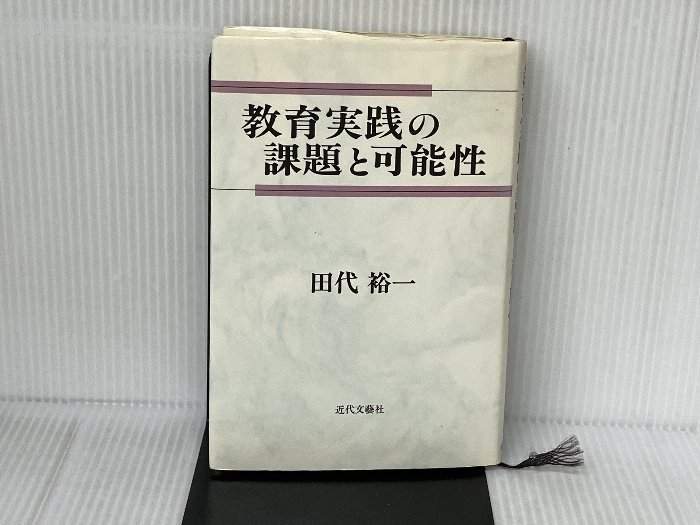 教育実践の
課題と可能性
田代 裕一
近代文藝社